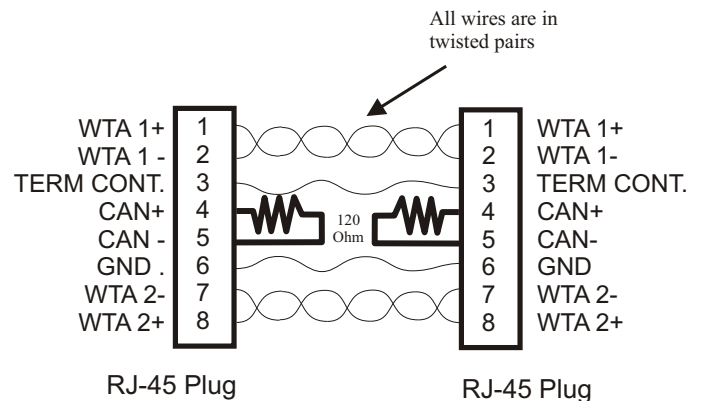 All wires are in
twisted pairs
WTA 1+ 1 1 WTA 1+
WTA 1 - 2 2 WTA 1-
TERM CONT. 3 3 TERM CONT.
CAN+ 4 4 CAN+
120
Ohm
CAN - 5 5 CAN-
GND . 6 6 GND
WTA 2- 7 7 WTA 2-
WTA 2+ 8 8 WTA 2+
RJ-45 Plug RJ-45 Plug